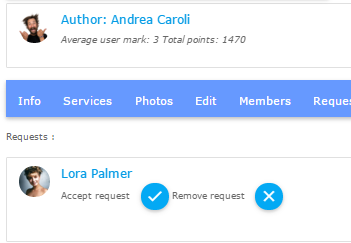 Author: Andrea Caroli
Average user mark: 3 Total points: 1470
Info Services Photos Edit Members Reque
Requests :
Lora Palmer
Accept request Remove request